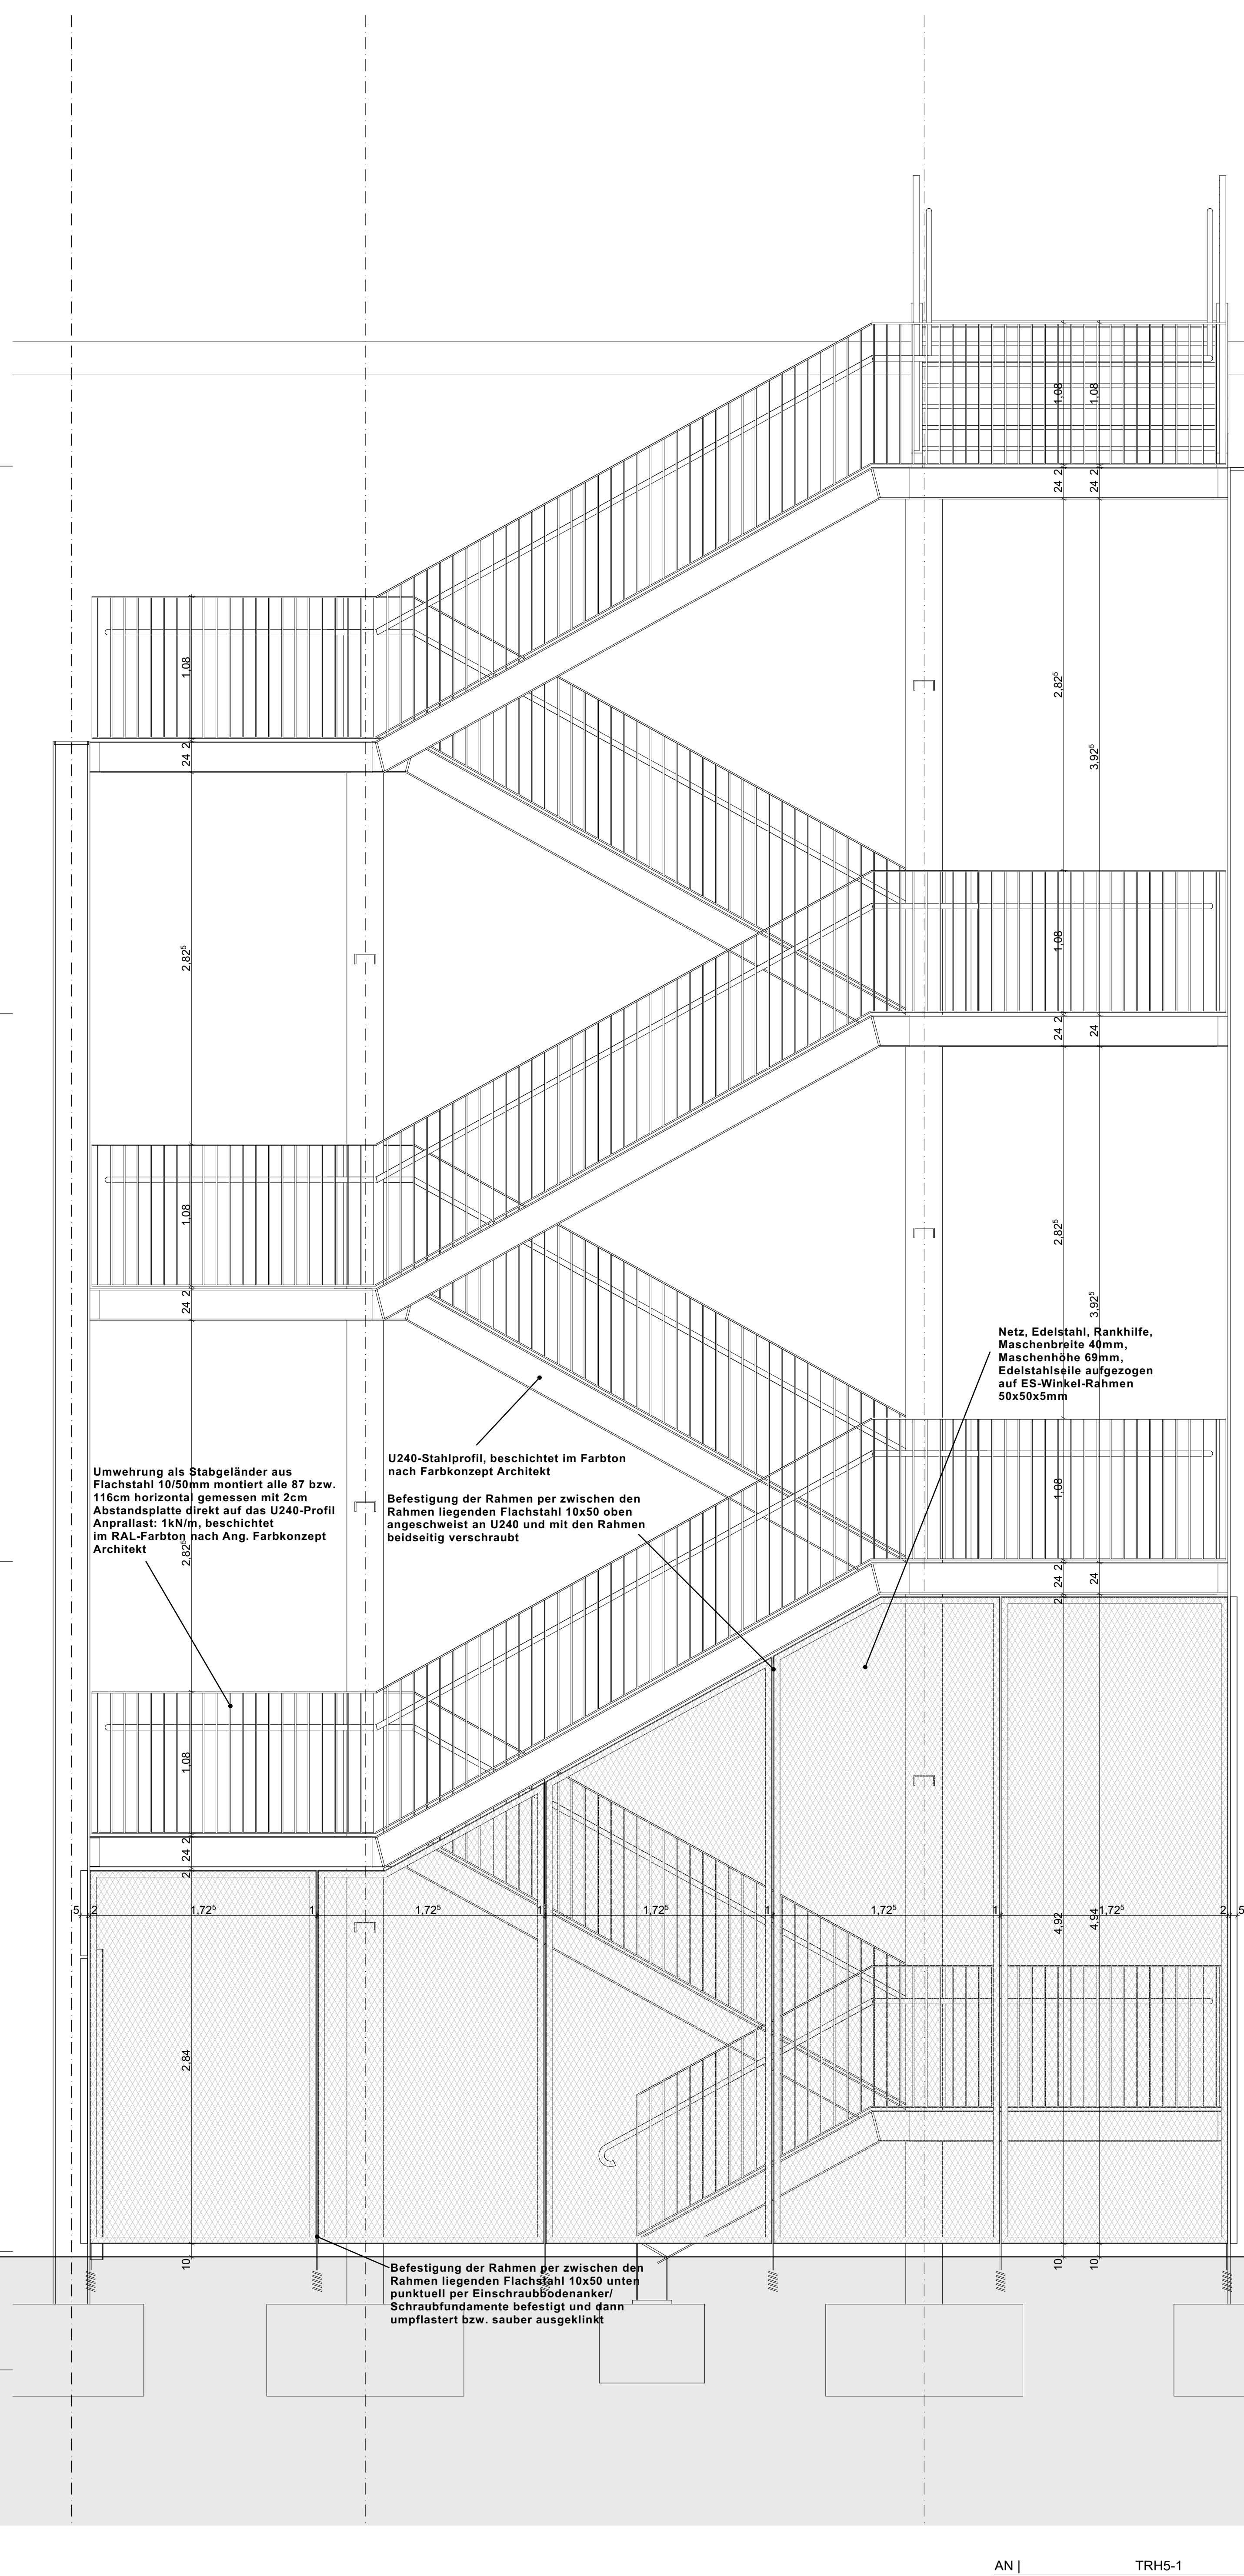 1,08
1,08
24 2
24 2
1,08
24 2
2,82⁵
3,92⁵
2,82⁵
1,08
24 2
24
1,08
24 2
2,82⁵
3,92⁵
Netz, Edelstahl, Rankhilfe,
Maschenbreite 40mm,
Maschenhöhe 69mm,
Edelstahlseile aufgezogen
auf ES-Winkel-Rahmen
50x50x5mm
U240-Stahlprofil, beschichtet im Farbton
nach Farbkonzept Architekt
Befestigung der Rahmen per zwischen den
Rahmen liegenden Flachstahl 10x50 oben
angeschweist an U240 und mit den Rahmen
beidseitig verschraubt
Umwehrung als Stabgeländer aus
Flachstahl 10/50mm montiert alle 87 bzw.
116cm horizontal gemessen mit 2cm
Abstandsplatte direkt auf das U240-Profil
Anprallast: 1kN/m, beschichtet
im RAL-Farbton nach Ang. Farbkonzept
Architekt
2,82⁵
1,08
2 24 2
24
1,08
2 24 2
5 2 1,72⁵ 1 1,72⁵ 1 1,72⁵ 1 1,72⁵ 1 1,72⁵ 2 5
4,92
4,94
2,84
10
10
10
Befestigung der Rahmen per zwischen den
Rahmen liegenden Flachstahl 10x50 unten
punktuell per Einschraubbodenanker/
Schraubfundamente befestigt und dann
umpflastert bzw. sauber ausgeklinkt
AN | TRH5-1